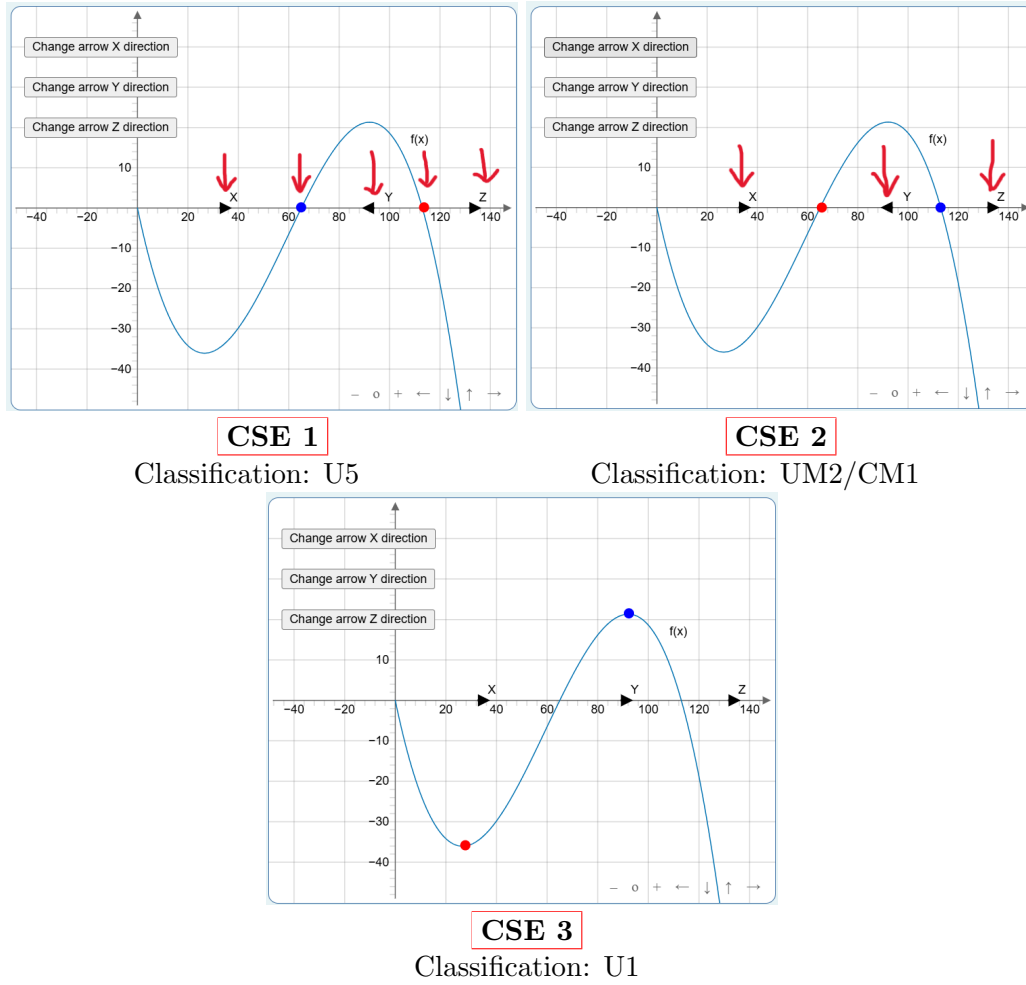 Change arrow X direction
Change arrow Y direction
Change arrow Z direction
f(x)
10
X
Y
Z
−40
−20
20
40
60
80
100
120
140
−10
−20
−30
−40
− o + ← ↓ ↑ →
CSE 1
Classification: U5
Change arrow X direction
Change arrow Y direction
Change arrow Z direction
f(x)
10
X
Y
Z
−40
−20
20
40
60
80
100
120
140
−10
−20
−30
−40
− o + ← ↓ ↑ →
CSE 2
Classification: UM2/CM1
Change arrow X direction
Change arrow Y direction
Change arrow Z direction
f(x)
10
X
Y
Z
−40
−20
20
40
60
80
100
120
140
−10
−20
−30
−40
− o + ← ↓ ↑ →
CSE 3
Classification: U1